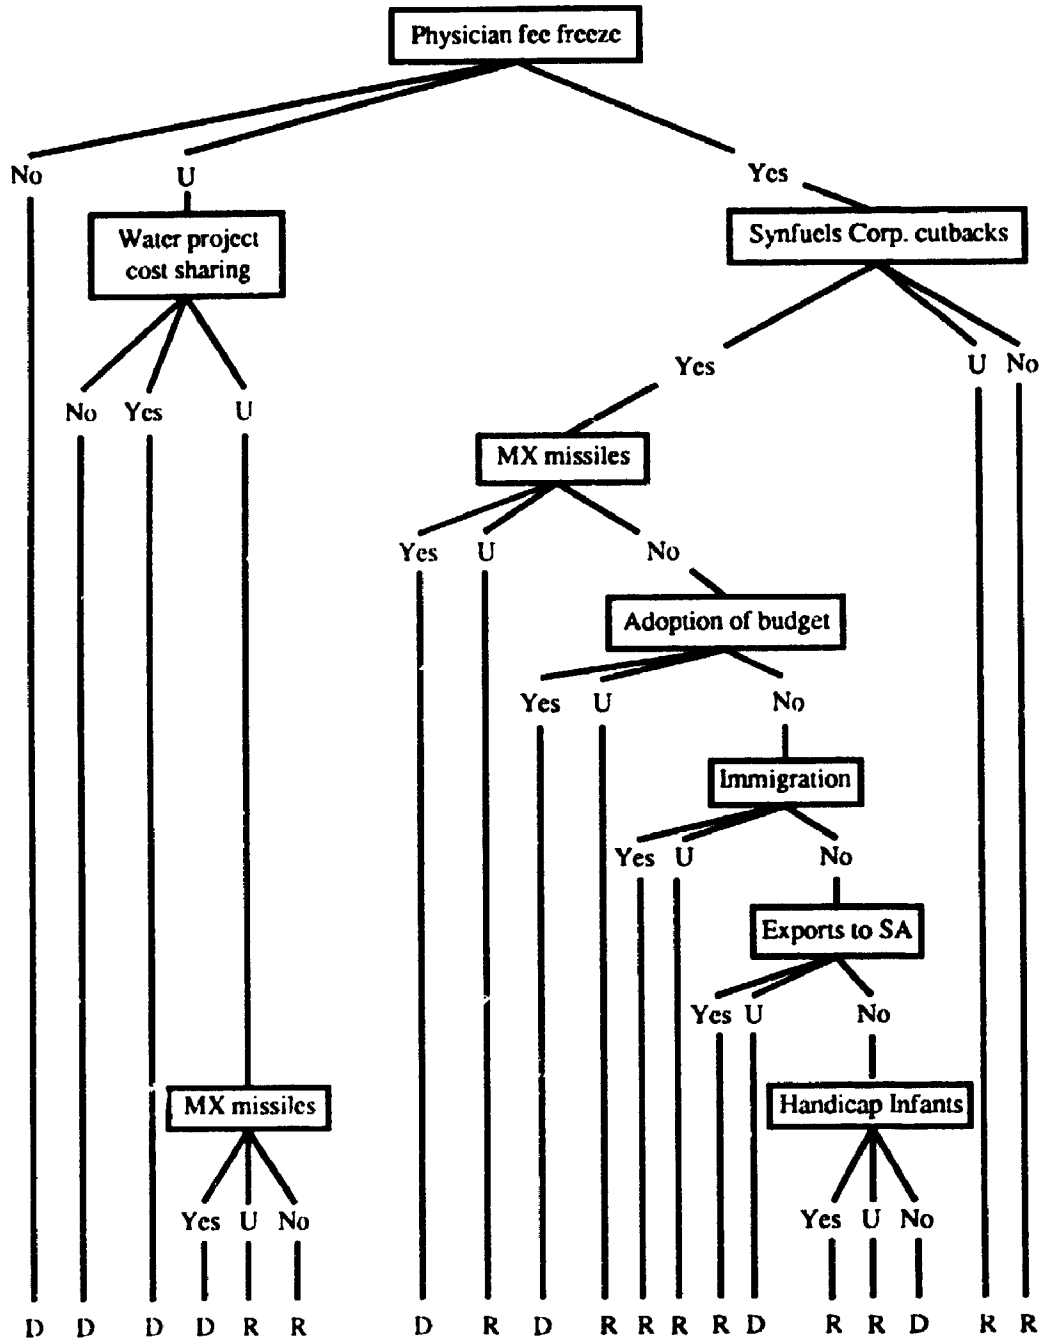 Physician fee freeze
No U Yes
Water project
cost sharing
Synfuels Corp. cutbacks
Yes U No
No Yes U
MX missiles
Yes U No
Adoption of budget
Yes U No
Immigration
Yes U No
Exports to SA
Yes U No
MX missiles Handicap Infants
Yes U No Yes U No
D D D D R R D R D R R R R D R R D R R